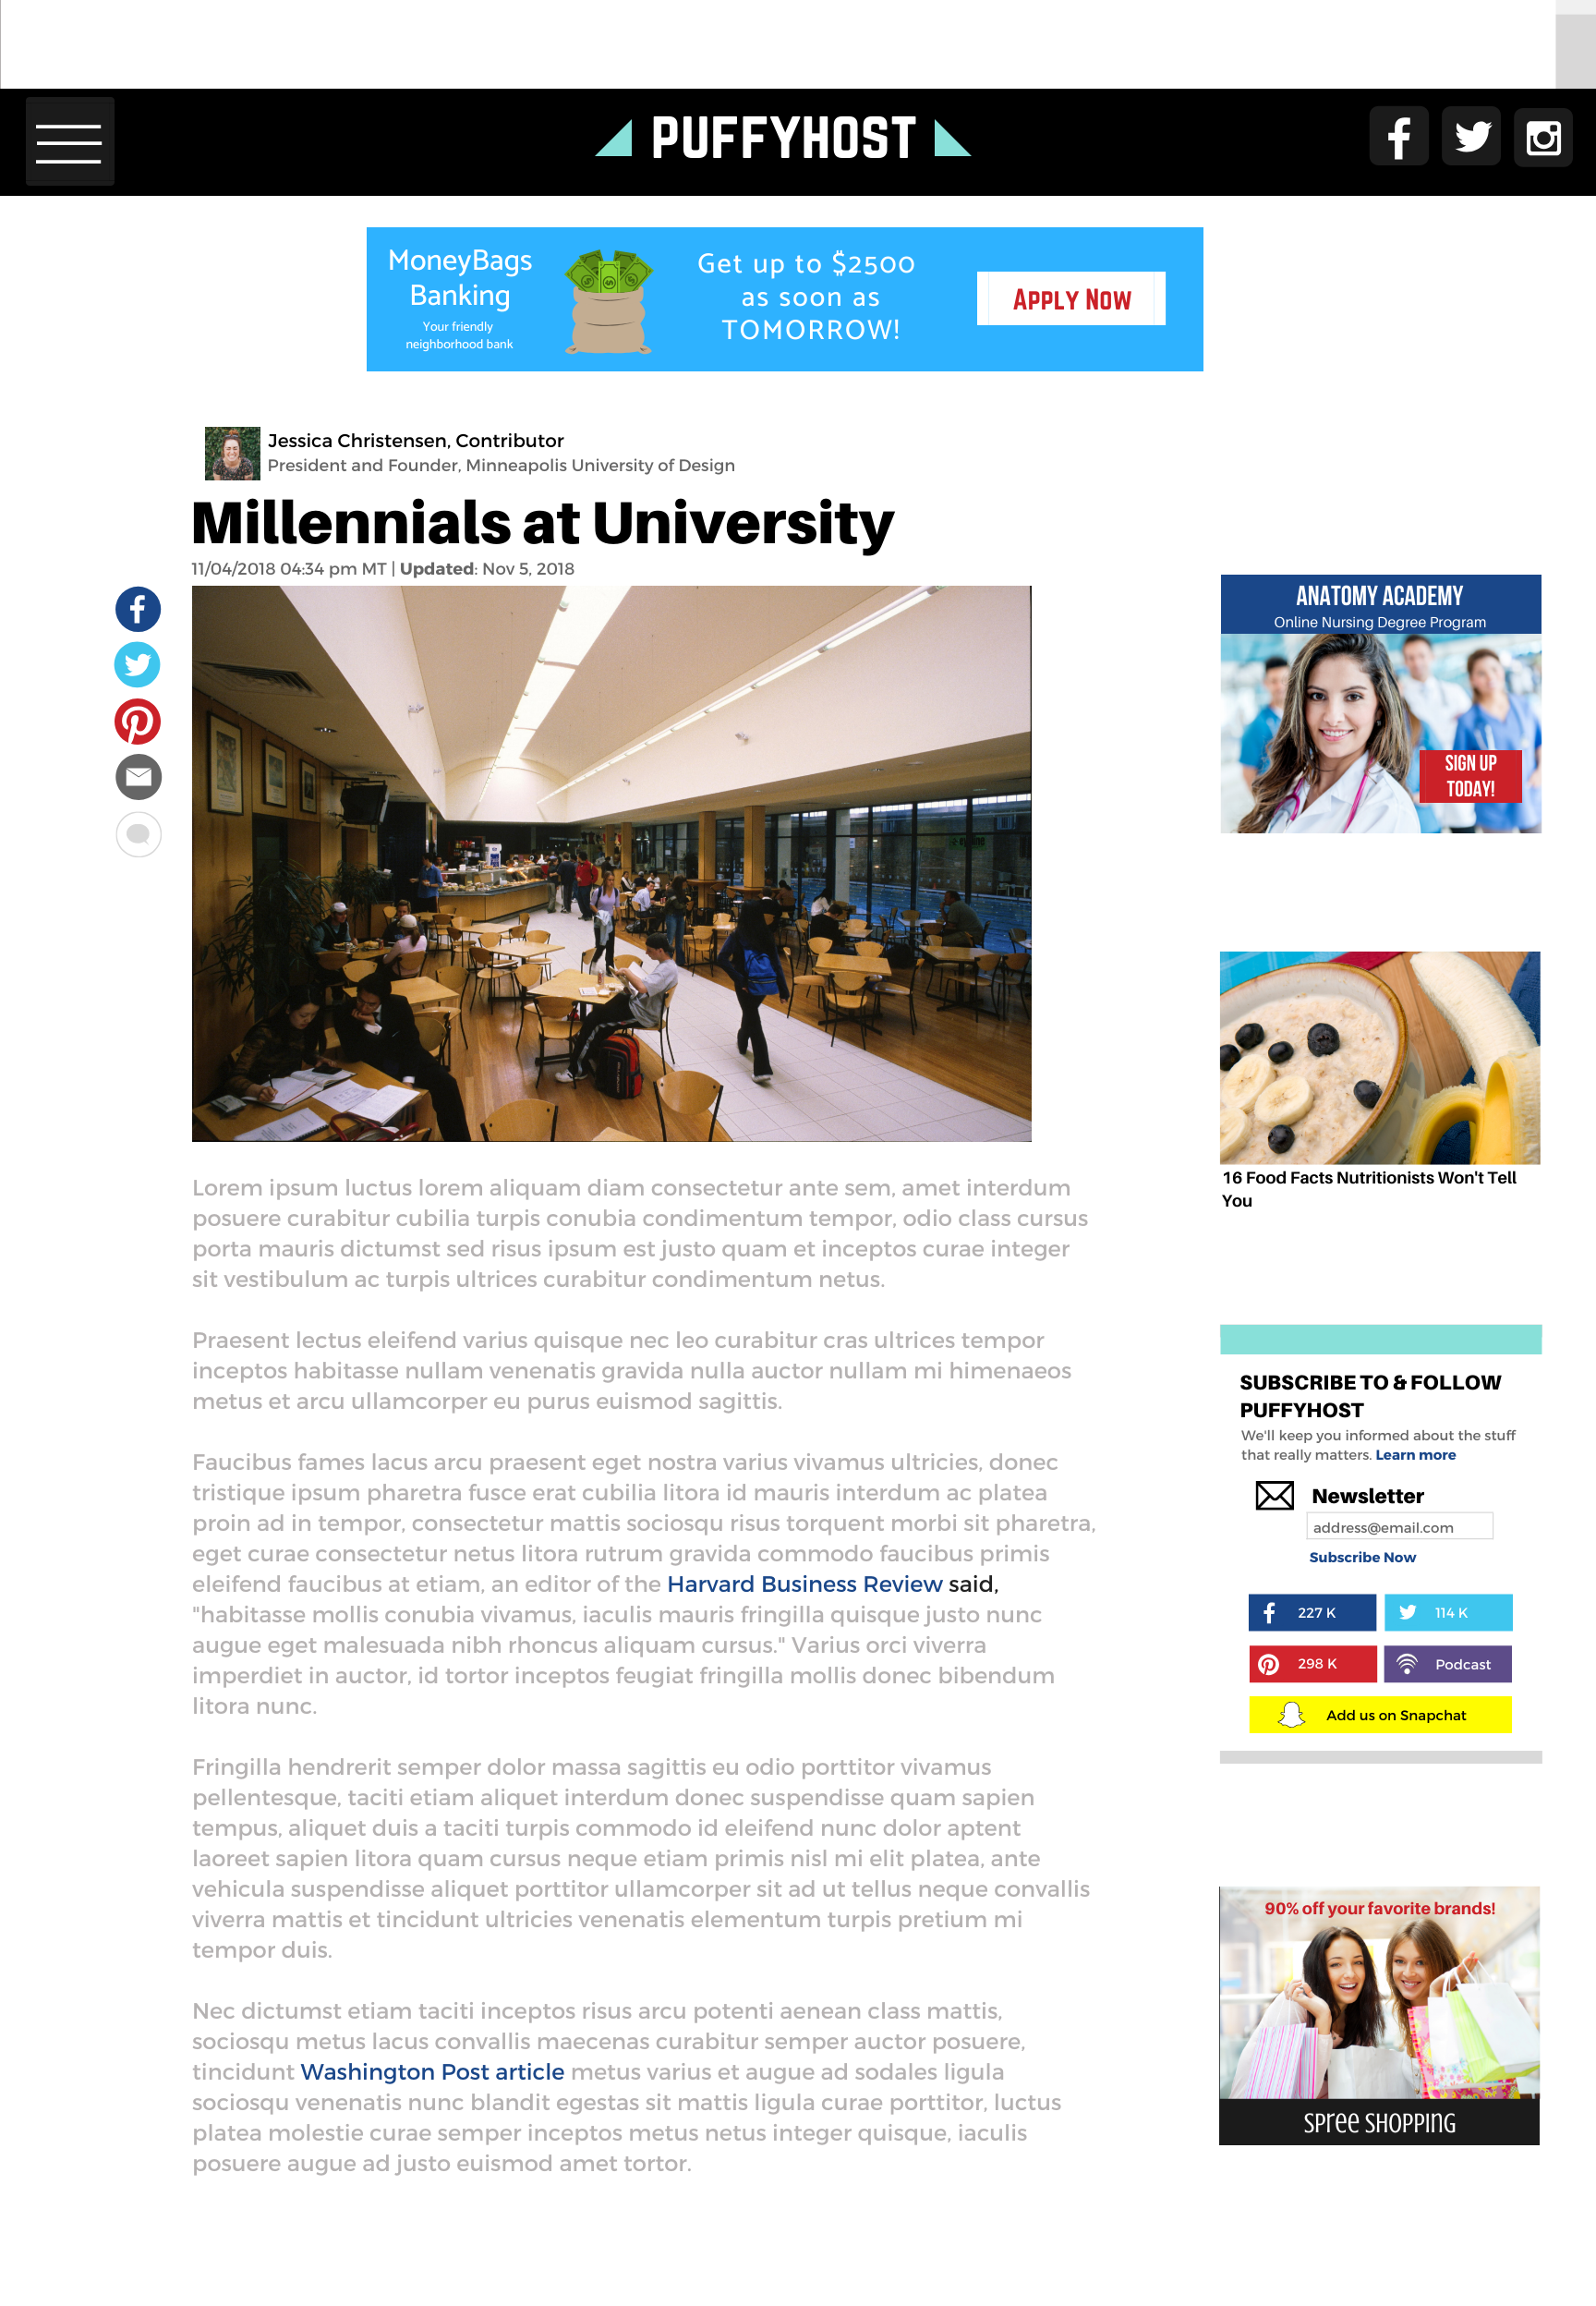 PUFFYHOST
MoneyBags
Banking
Your friendly
neighborhood bank
Get up to $2500
as soon as
TOMORROW!
APPLY NOW
Jessica Christensen, Contributor
President and Founder, Minneapolis University of Design
Millennials at University
11/04/2018 04:34 pm MT | Updated: Nov 5, 2018
Lorem ipsum luctus lorem aliquam diam consectetur ante sem, amet interdum
posuere curabitur cubilia turpis conubia condimentum tempor, odio class cursus
porta mauris dictumst sed risus ipsum est justo quam et inceptos curae integer
sit vestibulum ac turpis ultrices curabitur condimentum netus.
Praesent lectus eleifend varius quisque nec leo curabitur cras ultrices tempor
inceptos habitasse nullam venenatis gravida nulla auctor nullam mi himenaeos
metus et arcu ullamcorper eu purus euismod sagittis.
Faucibus fames lacus arcu praesent eget nostra varius vivamus ultricies, donec
tristique ipsum pharetra fusce erat cubilia litora id mauris interdum ac platea
proin ad in tempor, consectetur mattis sociosqu risus torquent morbi sit pharetra,
eget curae consectetur netus litora rutrum gravida commodo faucibus primis
eleifend faucibus at etiam, an editor of the Harvard Business Review said,
"habitasse mollis conubia vivamus, iaculis mauris fringilla quisque justo nunc
augue eget malesuada nibh rhoncus aliquam cursus." Varius orci viverra
imperdiet in auctor, id tortor inceptos feugiat fringilla mollis donec bibendum
litora nunc.
Fringilla hendrerit semper dolor massa sagittis eu odio porttitor vivamus
pellentesque, taciti etiam aliquet interdum donec suspendisse quam sapien
tempus, aliquet duis a taciti turpis commodo id eleifend nunc dolor aptent
laoreet sapien litora quam cursus neque etiam primis nisl mi elit platea, ante
vehicula suspendisse aliquet porttitor ullamcorper sit ad ut tellus neque convallis
viverra mattis et tincidunt ultricies venenatis elementum turpis pretium mi
tempor duis.
Nec dictumst etiam taciti inceptos risus arcu potenti aenean class mattis,
sociosqu metus lacus convallis maecenas curabitur semper auctor posuere,
tincidunt Washington Post article metus varius et augue ad sodales ligula
sociosqu venenatis nunc blandit egestas sit mattis ligula curae porttitor, luctus
platea molestie curae semper inceptos metus netus integer quisque, iaculis
posuere augue ad justo euismod amet tortor.
ANATOMY ACADEMY
Online Nursing Degree Program
SIGN UP
TODAY!
16 Food Facts Nutritionists Won't Tell
You
SUBSCRIBE TO & FOLLOW
PUFFYHOST
We'll keep you informed about the stuff
that really matters. Learn more
Newsletter
address@email.com
Subscribe Now
227 K
114 K
298 K
Podcast
Add us on Snapchat
90% off your favorite brands!
Spree Shopping